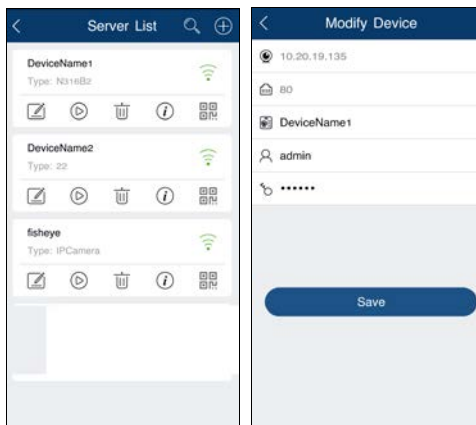 Server List
DeviceName1
Type: N316B2
DeviceName2
Type: 22
fisheye
Type: IPCamera
Modify Device
10.20.19.135
80
DeviceName1
admin
••••••
Save